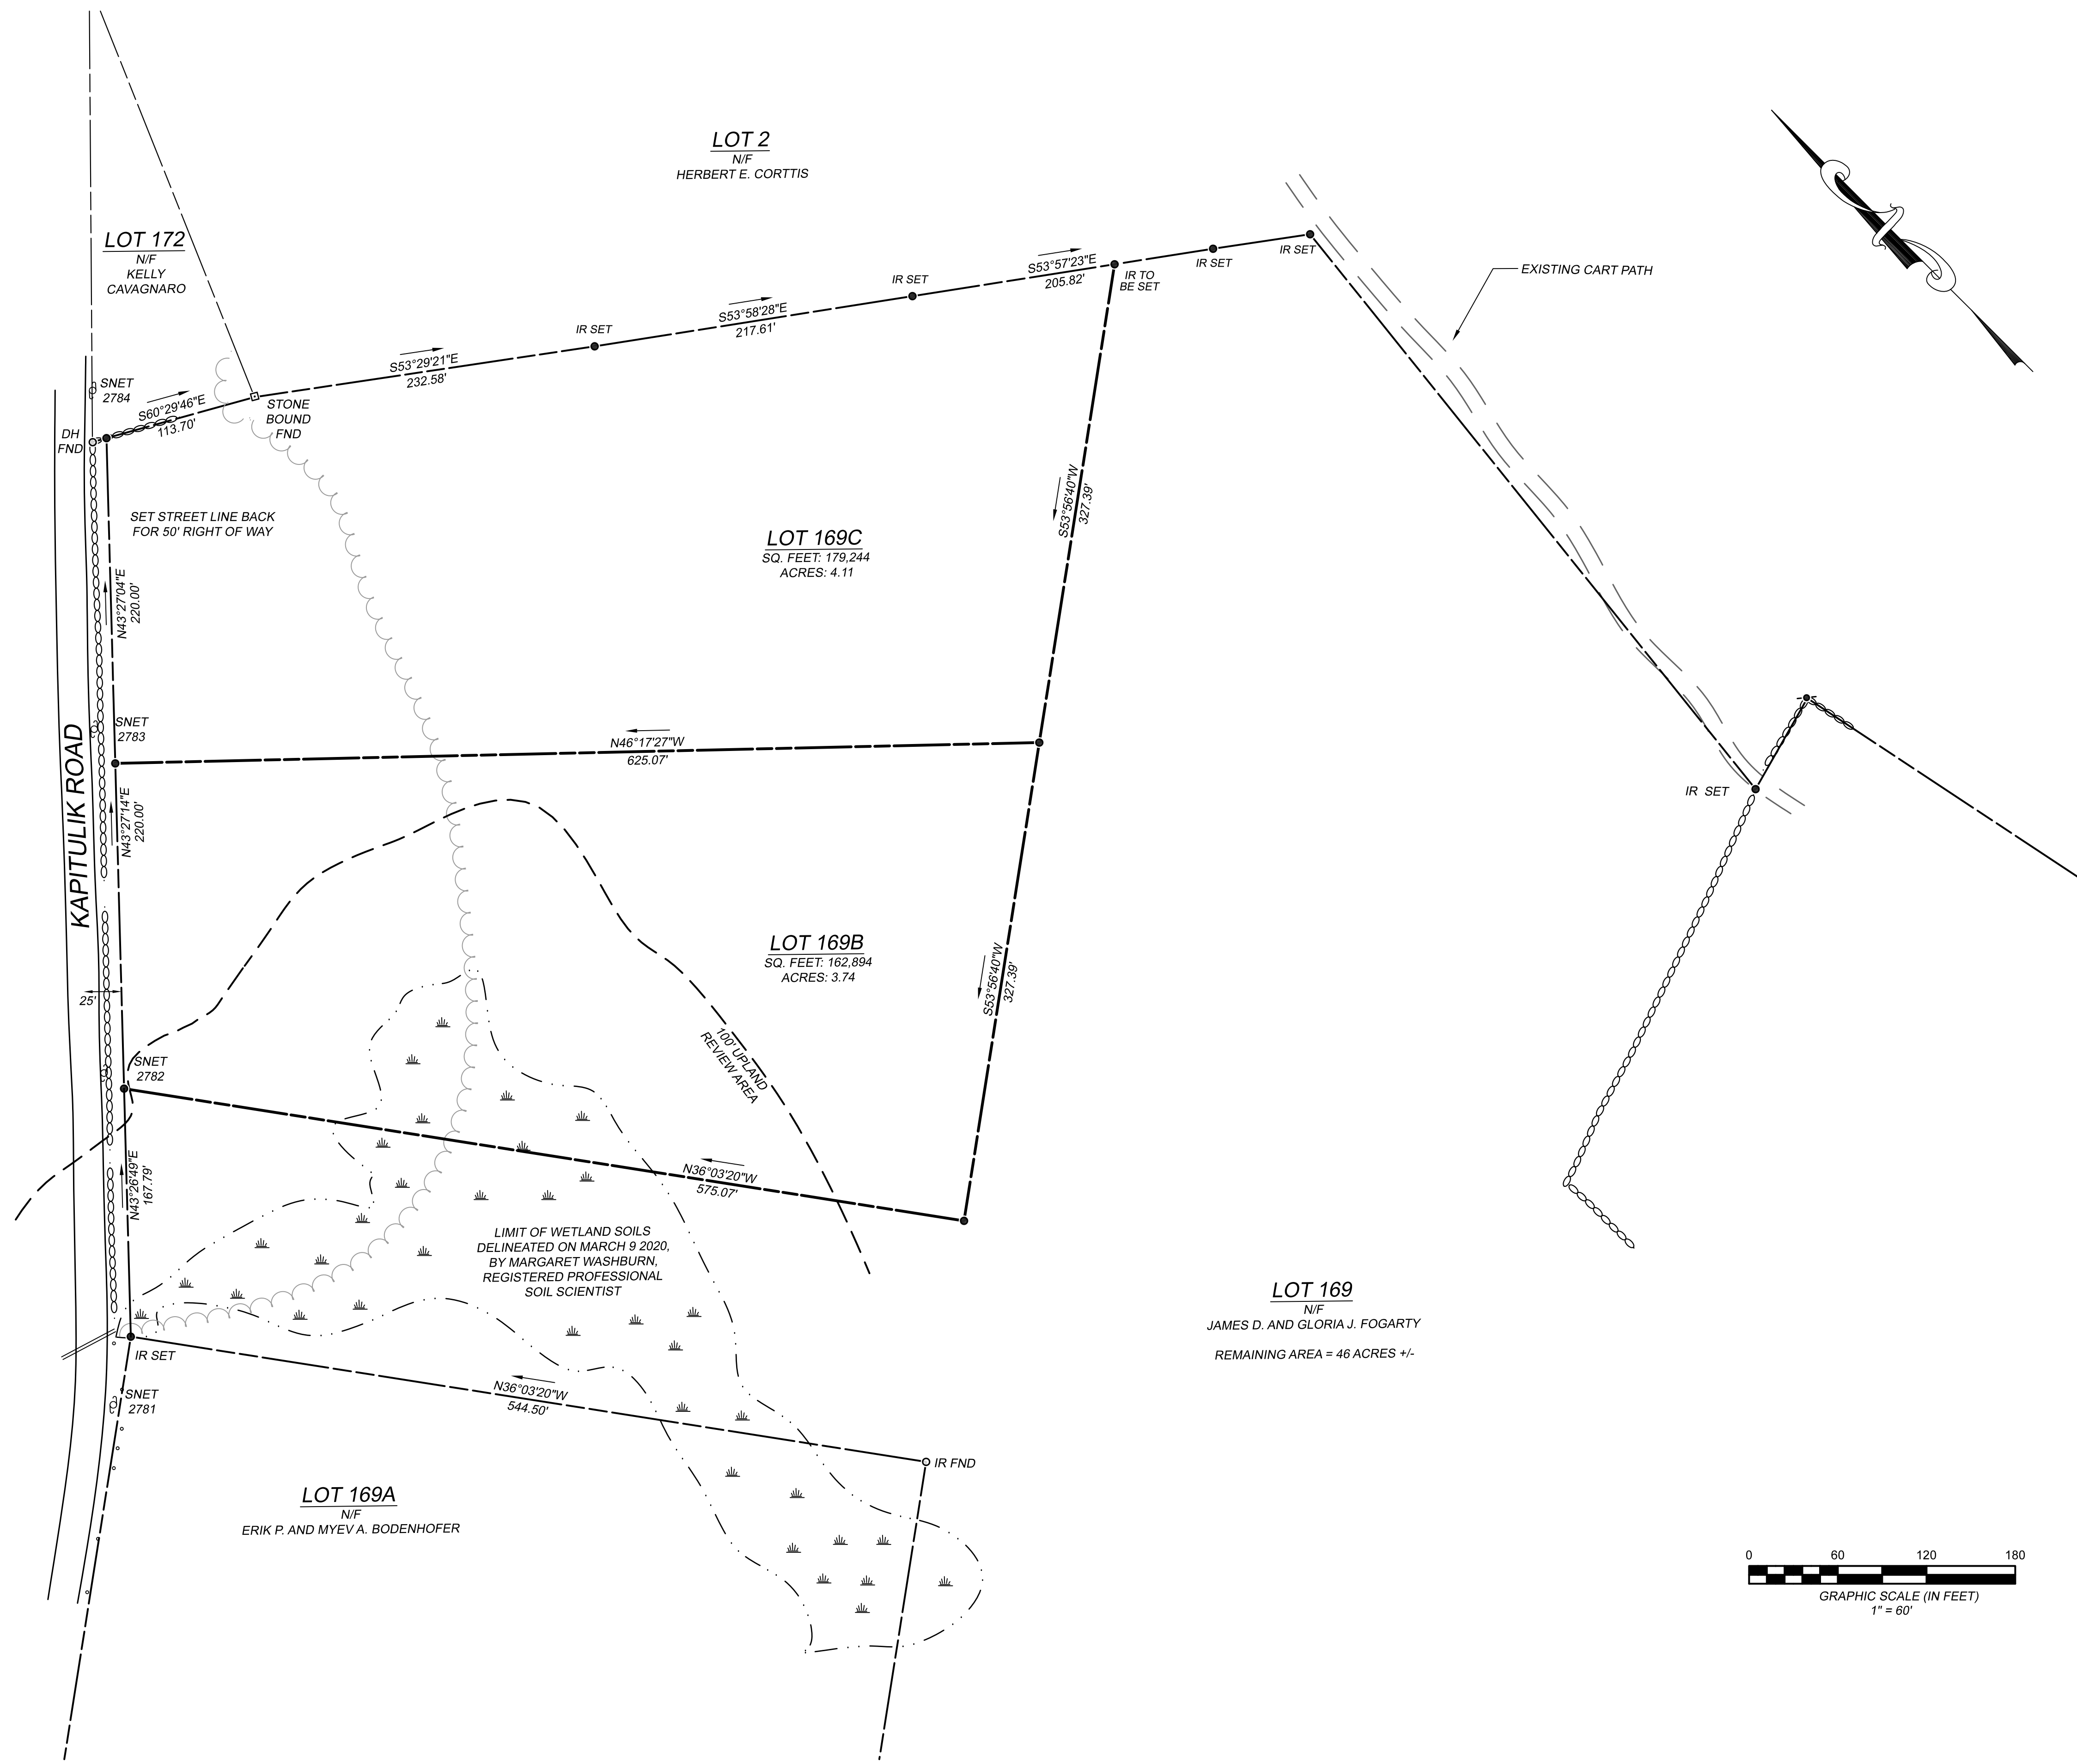 LOT 2
N/F
HERBERT E. CORTTIS
LOT 172
N/F
KELLY
CAVAGNARO
EXISTING CART PATH
S53°57'23"E
205.82'
IR TO
BE SET
IR SET
IR SET
IR SET
S53°58'28"E
217.61'
IR SET
S53°29'21"E
232.58'
SNET
2784
S60°29'46"E
113.70'
STONE
BOUND
FND
DH
FND
SET STREET LINE BACK
FOR 50' RIGHT OF WAY
LOT 169C
SQ. FEET: 179,244
ACRES: 4.11
S53°56'40"W
327.39'
N43°27'04"E
220.00'
SNET
2783
N46°17'27"W
625.07'
IR SET
KAPITULIK ROAD
N43°27'14"E
220.00'
LOT 169B
SQ. FEET: 162,894
ACRES: 3.74
S53°56'40"W
327.39'
25'
100' UPLAND
REVIEW AREA
SNET
2782
N43°26'49"E
167.79'
N36°03'20"W
575.07'
LIMIT OF WETLAND SOILS
DELINEATED ON MARCH 9 2020,
BY MARGARET WASHBURN,
REGISTERED PROFESSIONAL
SOIL SCIENTIST
LOT 169
N/F
JAMES D. AND GLORIA J. FOGARTY
REMAINING AREA = 46 ACRES +/-
IR SET
SNET
2781
N36°03'20"W
544.50'
IR FND
LOT 169A
N/F
ERIK P. AND MYEV A. BODENHOFER
0 60 120 180
GRAPHIC SCALE (IN FEET)
1" = 60'